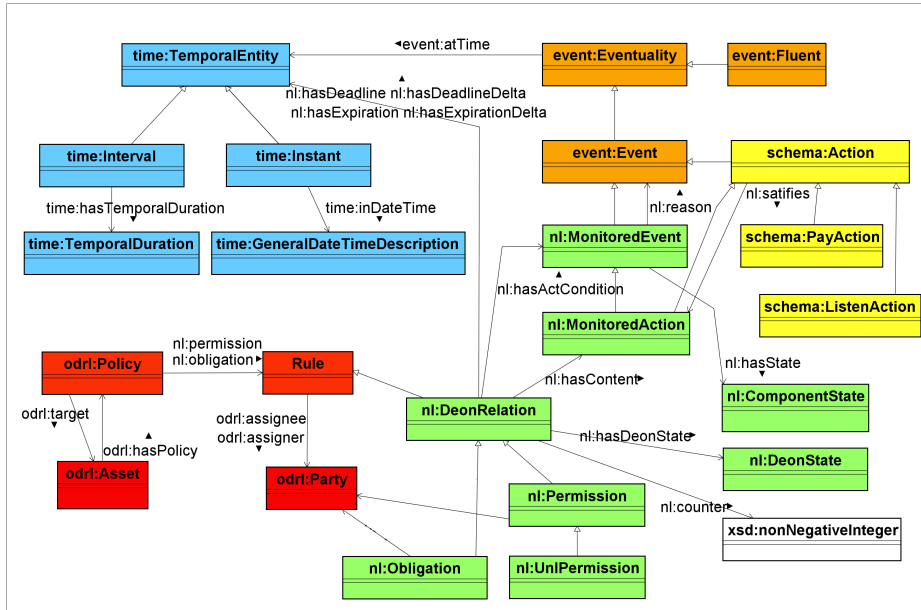 event:atTime
time:TemporalEntity
event:Eventuality
event:Fluent
nl:hasDeadline nl:hasDeadlineDelta
nl:hasExpiration nl:hasExpirationDelta
time:Interval
time:Instant
event:Event
schema:Action
time:hasTemporalDuration
time:inDateTime
nl:reason
nl:satifies
time:TemporalDuration
time:GeneralDateTimeDescription
nl:MonitoredEvent
schema:PayAction
nl:hasActCondition
schema:ListenAction
nl:MonitoredAction
nl:permission
nl:obligation
odrl:Policy
Rule
nl:hasState
nl:hasContent
nl:ComponentState
odrl:target
odrl:assignee
odrl:assigner
nl:DeonRelation
odrl:hasPolicy
nl:hasDeonState
odrl:Asset
odrl:Party
nl:DeonState
nl:Permission
nl:counter
xsd:nonNegativeInteger
nl:Obligation
nl:UnlPermission